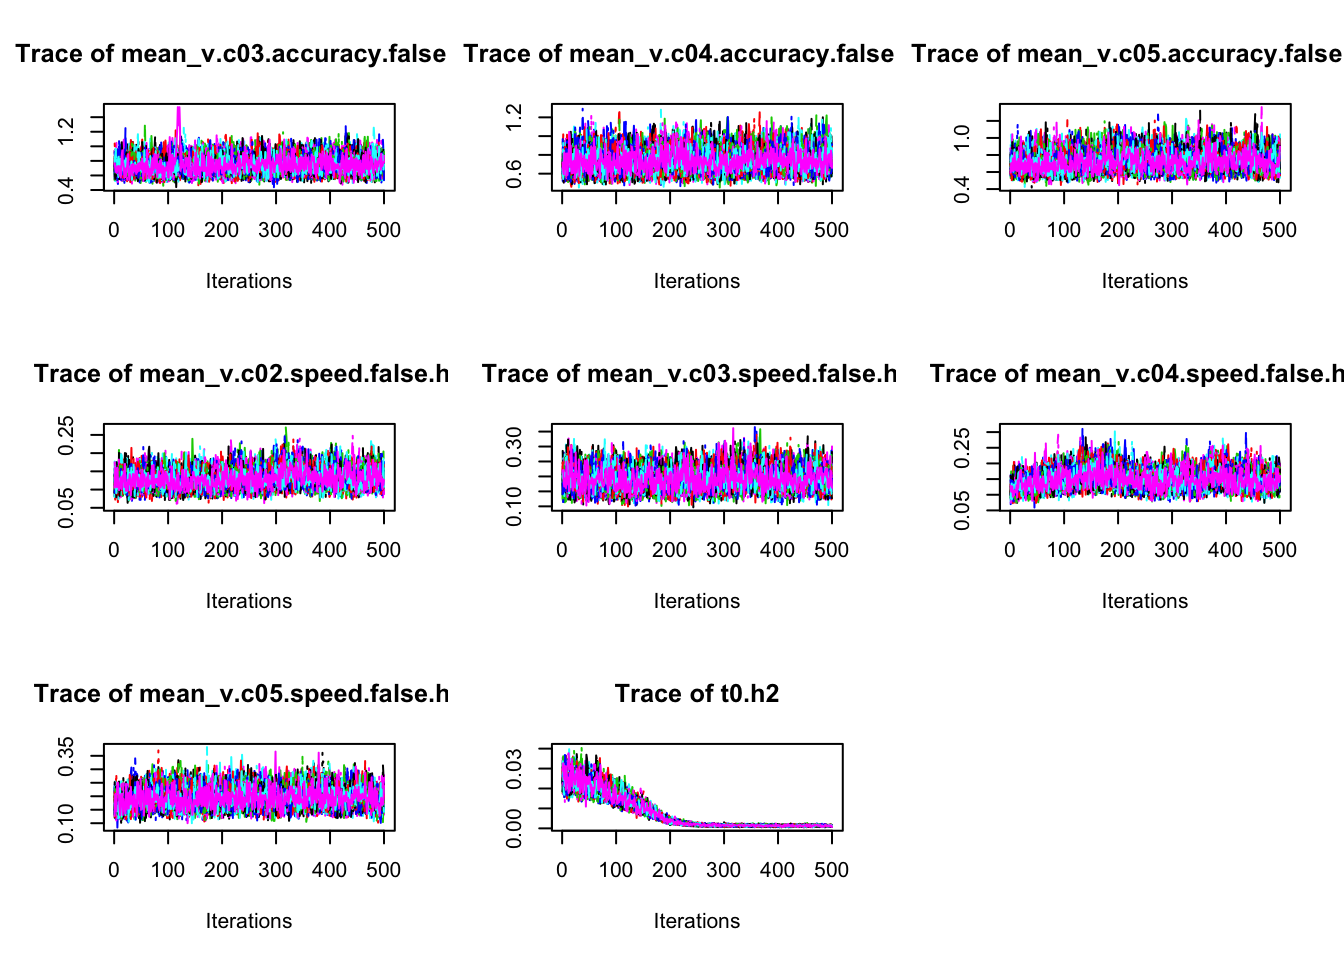 Trace of mean_v.c03.accuracy.false
Trace of mean_v.c04.accuracy.false
Trace of mean_v.c05.accuracy.false
1.2
0.4
0 100 200 300 400 500
Iterations
1.2
0.6
0 100 200 300 400 500
Iterations
1.0
0.4
0 100 200 300 400 500
Iterations
Trace of mean_v.c02.speed.false.h
Trace of mean_v.c03.speed.false.h
Trace of mean_v.c04.speed.false.h
0.25
0.05
0 100 200 300 400 500
Iterations
0.30
0.10
0 100 200 300 400 500
Iterations
0.25
0.05
0 100 200 300 400 500
Iterations
Trace of mean_v.c05.speed.false.h
Trace of t0.h2
0.35
0.10
0 100 200 300 400 500
Iterations
0.03
0.00
0 100 200 300 400 500
Iterations